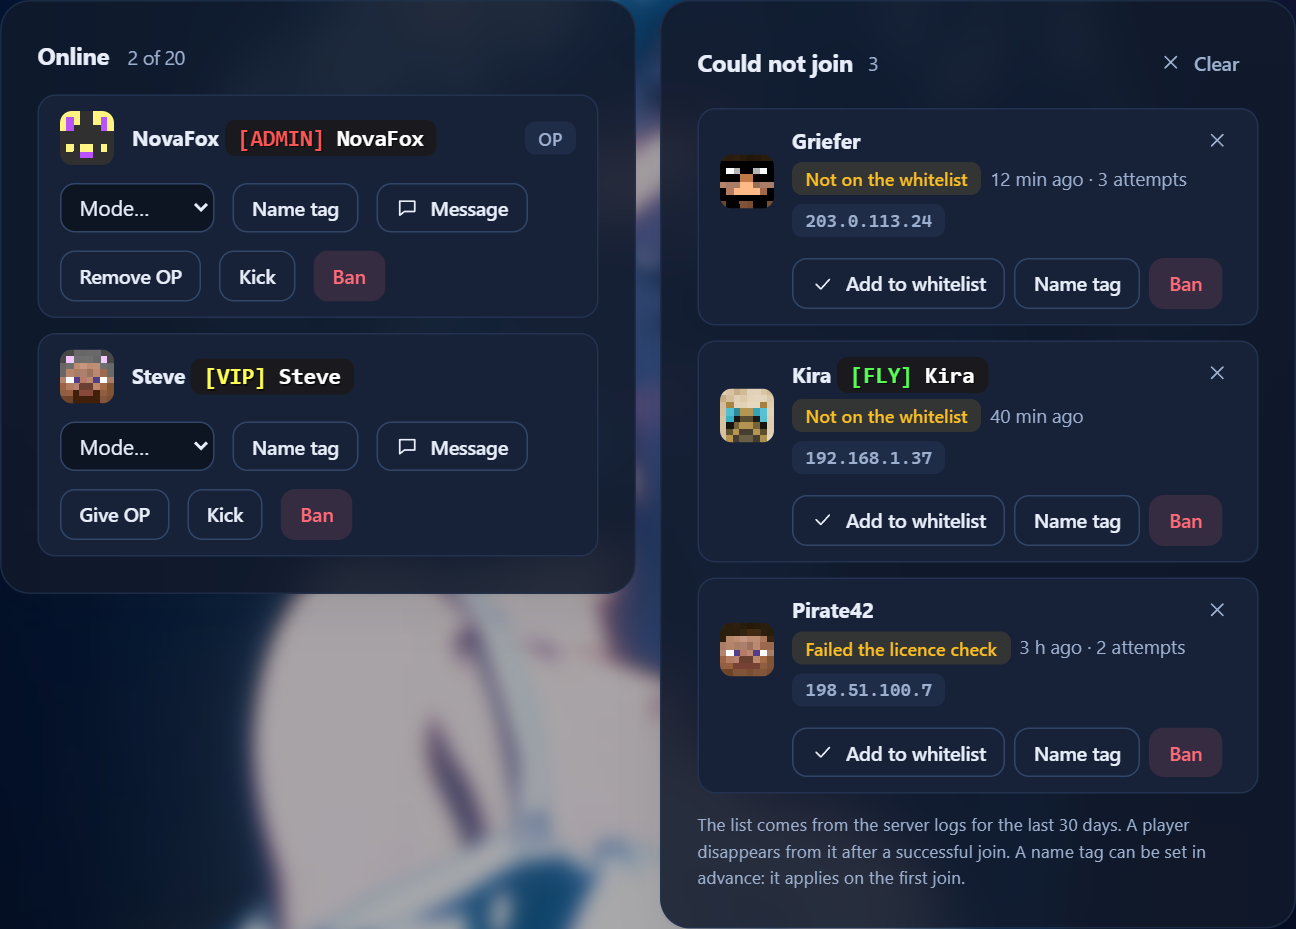 Online 2 of 20
NovaFox [ADMIN] NovaFox OP
Mode... Name tag Message
Remove OP Kick Ban
Steve [VIP] Steve
Mode... Name tag Message
Give OP Kick Ban
Could not join 3 Clear
Griefer
Not on the whitelist 12 min ago · 3 attempts
203.0.113.24
Add to whitelist Name tag Ban
Kira [FLY] Kira
Not on the whitelist 40 min ago
192.168.1.37
Add to whitelist Name tag Ban
Pirate42
Failed the licence check 3 h ago · 2 attempts
198.51.100.7
Add to whitelist Name tag Ban
The list comes from the server logs for the last 30 days. A player
disappears from it after a successful join. A name tag can be set in
advance: it applies on the first join.